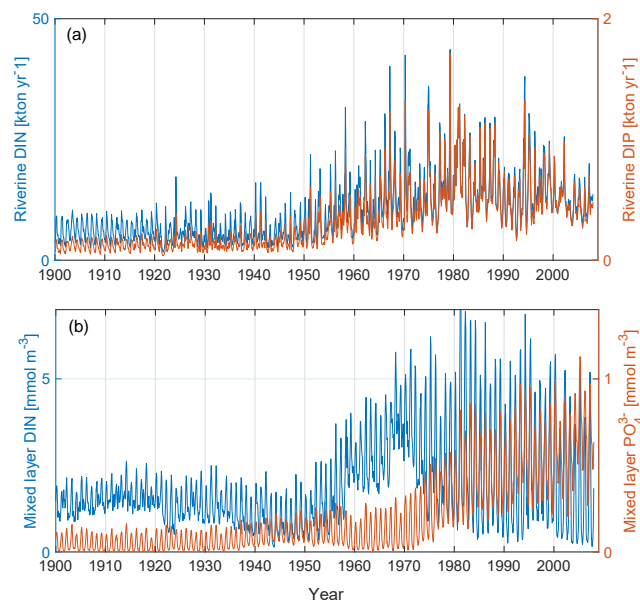 (a)
50
0
Riverine DIN [kton yr⁻1]
2
0
Riverine DIP [kton yr⁻1]
1900 1910 1920 1930 1940 1950 1960 1970 1980 1990 2000
(b)
5
0
Mixed layer DIN [mmol m⁻³]
1
0
Mixed layer PO₄³⁻ [mmol m⁻³]
1900 1910 1920 1930 1940 1950 1960 1970 1980 1990 2000
Year